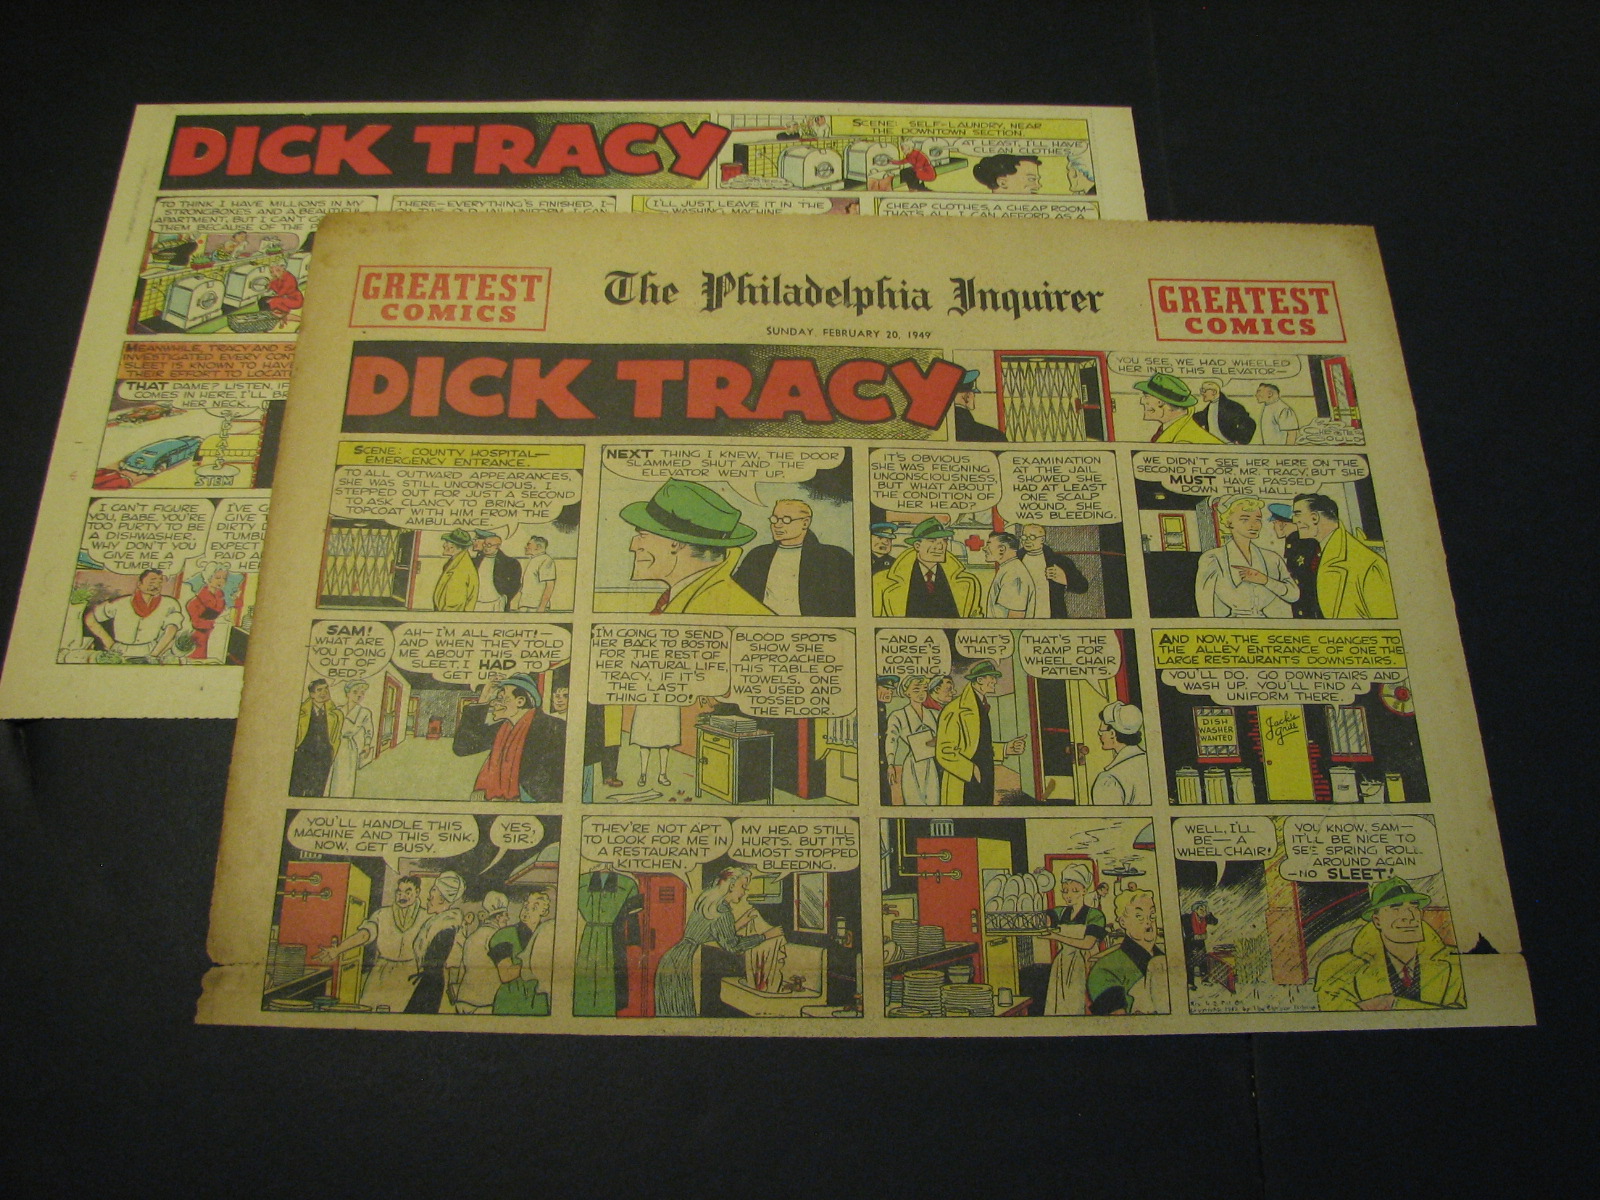 DICK TRACY
SCENE: SELF-LAUNDRY, NEAR
THE DOWNTOWN SECTION.
AT LEAST, I'LL HAVE
CLEAN CLOTHES.
TO THINK I HAVE MILLIONS IN MY
STRONGBOXES AND A BEAUTIFUL
APARTMENT, BUT I CAN'T
THEM BECAUSE OF THE
THERE—EVERYTHING'S FINISHED. I—
I'LL JUST LEAVE IT IN THE
WASHING MACHINE
CHEAP CLOTHES, A CHEAP ROOM—
THAT'S ALL I CAN AFFORD AS A
MEANWHILE, TRACY AND
INVESTIGATED EVERY
SLEET IS KNOWN TO HAVE
THEIR EFFORT TO LOCATE
THAT DAME? LISTEN, IF
COMES IN HERE, I'LL
HER NECK.
STEM
I CAN'T FIGURE
YOU, BABE. YOU'RE
TOO PURTY TO BE
A DISHWASHER.
WHY DON'T YOU
GIVE ME A
TUMBLE?
I'VE
GIVE
DIRTY
TUMBL
EXPECT
PAID
GREATEST
COMICS
The Philadelphia Inquirer
SUNDAY, FEBRUARY 20, 1949
GREATEST
COMICS
DICK TRACY
YOU SEE, WE HAD WHEELED
HER INTO THIS ELEVATOR—
CHESTER
GOULD
SCENE: COUNTY HOSPITAL—
EMERGENCY ENTRANCE.
TO ALL OUTWARD APPEARANCES,
SHE WAS STILL UNCONSCIOUS. I
STEPPED OUT FOR JUST A SECOND
TO ASK CLANCY TO BRING MY
TOPCOAT WITH HIM FROM THE
AMBULANCE.
NEXT THING I KNEW, THE DOOR
SLAMMED SHUT AND THE
ELEVATOR WENT UP.
IT'S OBVIOUS
SHE WAS FEIGNING
UNCONSCIOUSNESS,
BUT WHAT ABOUT
THE CONDITION OF
HER HEAD?
EXAMINATION
AT THE JAIL
SHOWED SHE
HAD AT LEAST
ONE SCALP
WOUND. SHE
WAS BLEEDING.
WE DIDN'T SEE HER HERE ON THE
SECOND FLOOR, MR. TRACY, BUT SHE
MUST HAVE PASSED
DOWN THIS HALL.
SAM!
WHAT ARE
YOU DOING
OUT OF
BED?
AH—I'M ALL RIGHT!—
AND WHEN THEY TOLD
ME ABOUT THIS DAME
SLEET, I HAD TO
GET UP.
I'M GOING TO SEND
HER BACK TO BOSTON
FOR THE REST OF
HER NATURAL LIFE,
TRACY, IF IT'S
THE LAST
THING I DO!
BLOOD SPOTS
SHOW SHE
APPROACHED
THIS TABLE OF
TOWELS. ONE
WAS USED AND
TOSSED ON
THE FLOOR.
—AND A
NURSE'S
COAT IS
MISSING.
WHAT'S
THIS?
THAT'S THE
RAMP FOR
WHEEL CHAIR
PATIENTS.
AND NOW, THE SCENE CHANGES TO
THE ALLEY ENTRANCE OF ONE THE
LARGE RESTAURANTS DOWNSTAIRS.
YOU'LL DO. GO DOWNSTAIRS AND
WASH UP. YOU'LL FIND A
UNIFORM THERE.
DISH
WASHER
WANTED
Jack's
Grill
YOU'LL HANDLE THIS
MACHINE AND THIS SINK.
NOW, GET BUSY.
YES,
SIR!
THEY'RE NOT APT
TO LOOK FOR ME IN
A RESTAURANT
KITCHEN.
MY HEAD STILL
HURTS. BUT IT'S
ALMOST STOPPED
BLEEDING.
WELL, I'LL
BE— A
WHEEL CHAIR!
YOU KNOW, SAM—
IT'LL BE NICE TO
SEE SPRING ROLL
AROUND AGAIN
—NO SLEET!